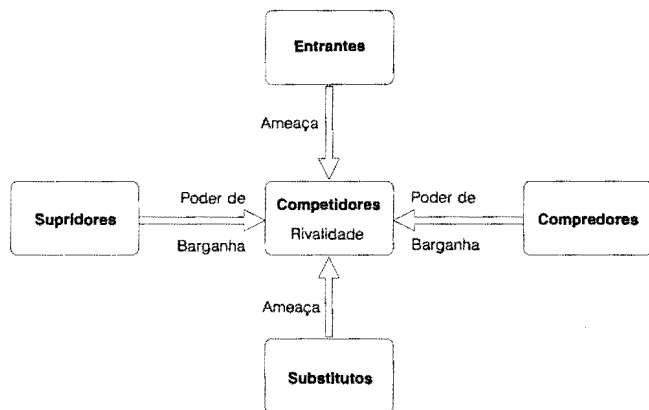 Entrantes
Ameaça
Supridores
Poder de
Barganha
Competidores
Rivalidade
Poder de
Barganha
Compredores
Ameaça
Substitutos